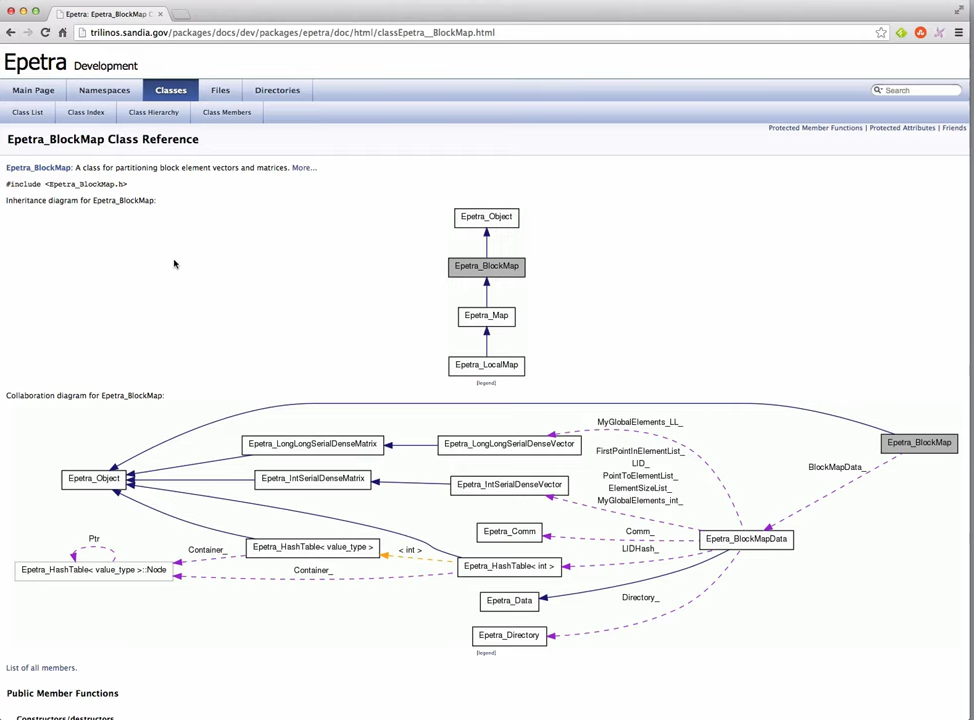 Epetra: Epetra_BlockMap C
trilinos.sandia.gov/packages/docs/dev/packages/epetra/doc/html/classEpetra__BlockMap.html
Epetra Development
Main Page Namespaces Classes Files Directories Search
Class List Class Index Class Hierarchy Class Members
Protected Member Functions | Protected Attributes | Friends
Epetra_BlockMap Class Reference
Epetra_BlockMap: A class for partitioning block element vectors and matrices. More...
#include <Epetra_BlockMap.h>
Inheritance diagram for Epetra_BlockMap:
Epetra_Object
Epetra_BlockMap
Epetra_Map
Epetra_LocalMap
[legend]
Collaboration diagram for Epetra_BlockMap:
MyGlobalElements_LL_
Epetra_LongLongSerialDenseMatrix Epetra_LongLongSerialDenseVector Epetra_BlockMap
FirstPointInElementList_
LID_
BlockMapData_
PointToElementList_
Epetra_Object Epetra_IntSerialDenseMatrix Epetra_IntSerialDenseVector
ElementSizeList_
MyGlobalElements_int_
Epetra_Comm Comm_
Ptr Epetra_BlockMapData
Container_ Epetra_HashTable< value_type > < int > LIDHash_
Epetra_HashTable< value_type >::Node Container_ Epetra_HashTable< int >
Epetra_Data Directory_
Epetra_Directory
[legend]
List of all members.
Public Member Functions
Constructors/destructors